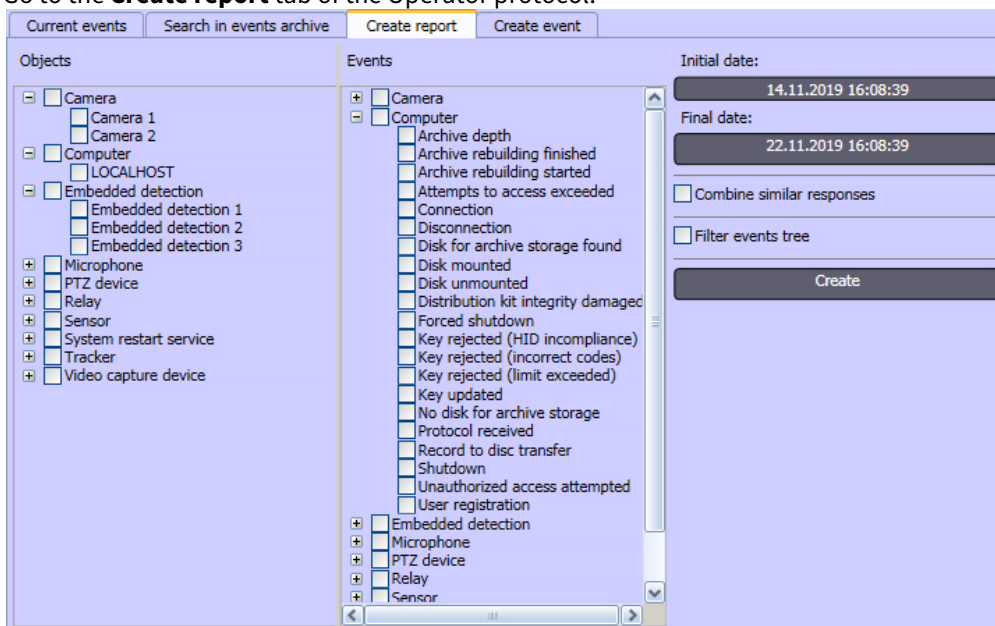 Go to the Create report tab of the Operator protocol.
Current events
Search in events archive
Create report
Create event
Objects
Camera
Camera 1
Camera 2
Computer
LOCALHOST
Embedded detection
Embedded detection 1
Embedded detection 2
Embedded detection 3
Microphone
PTZ device
Relay
Sensor
System restart service
Tracker
Video capture device
Events
Camera
Computer
Archive depth
Archive rebuilding finished
Archive rebuilding started
Attempts to access exceeded
Connection
Disconnection
Disk for archive storage found
Disk mounted
Disk unmounted
Distribution kit integrity damaged
Forced shutdown
Key rejected (HID incompliance)
Key rejected (incorrect codes)
Key rejected (limit exceeded)
Key updated
No disk for archive storage
Protocol received
Record to disc transfer
Shutdown
Unauthorized access attempted
User registration
Embedded detection
Microphone
PTZ device
Relay
Sensor
Initial date:
14.11.2019 16:08:39
Final date:
22.11.2019 16:08:39
Combine similar responses
Filter events tree
Create